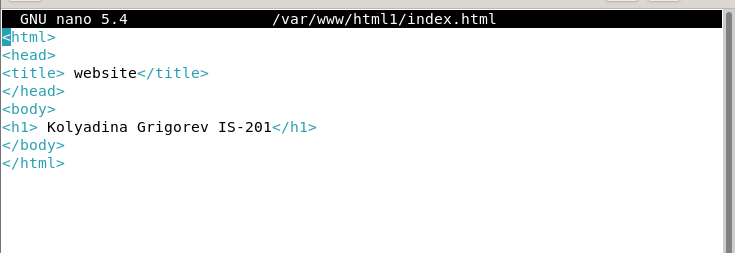 GNU nano 5.4 /var/www/html1/index.html
<html>
<head>
<title> website</title>
</head>
<body>
<h1> Kolyadina Grigorev IS-201</h1>
</body>
</html>